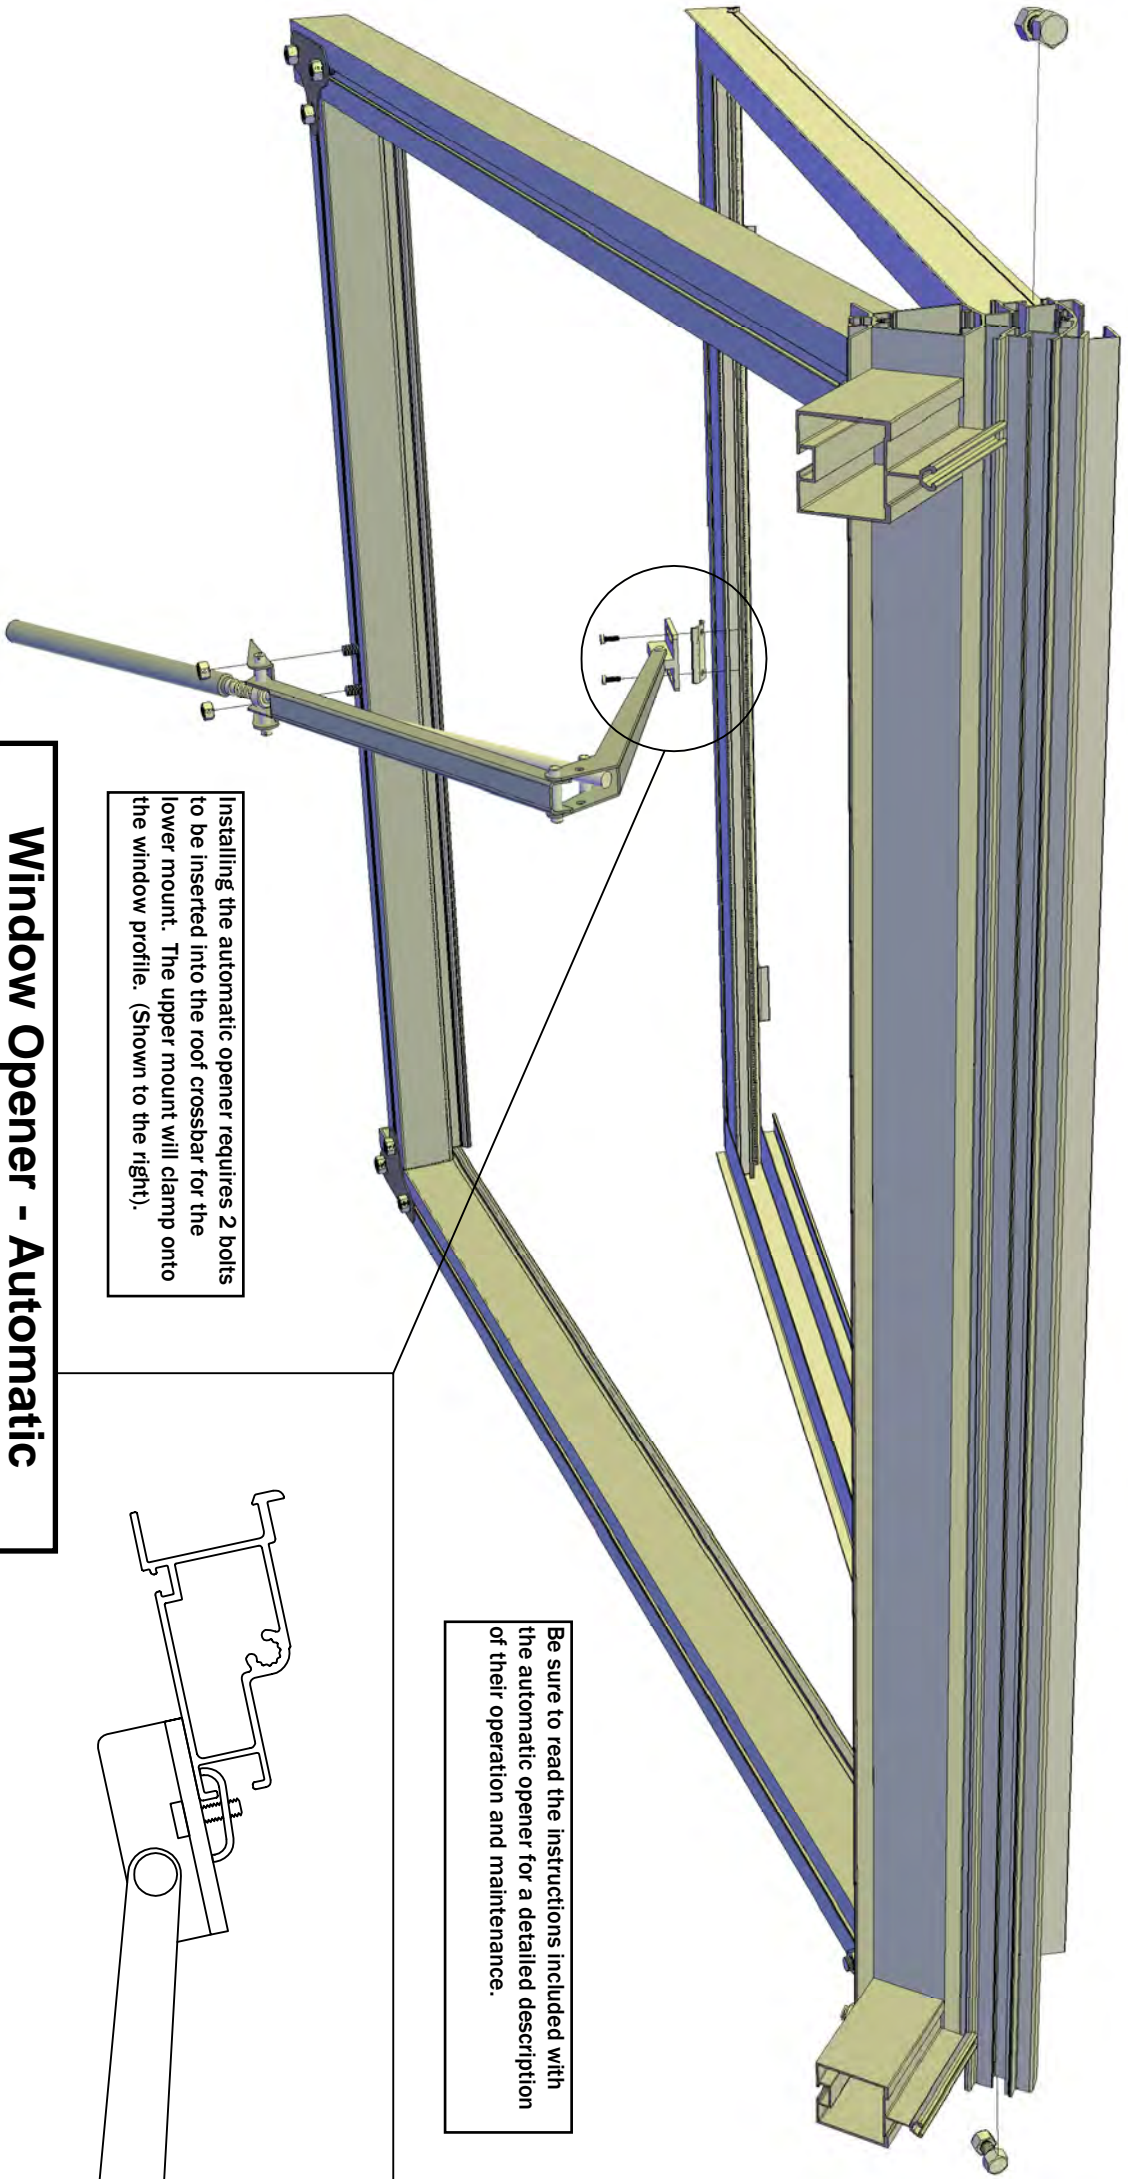 Be sure to read the instructions included with
the automatic opener for a detailed description
of their operation and maintenance.
Installing the automatic opener requires 2 bolts
to be inserted into the roof crossbar for the
lower mount.  The upper mount will clamp onto
the window profile.  (Shown to the right).
Window Opener - Automatic